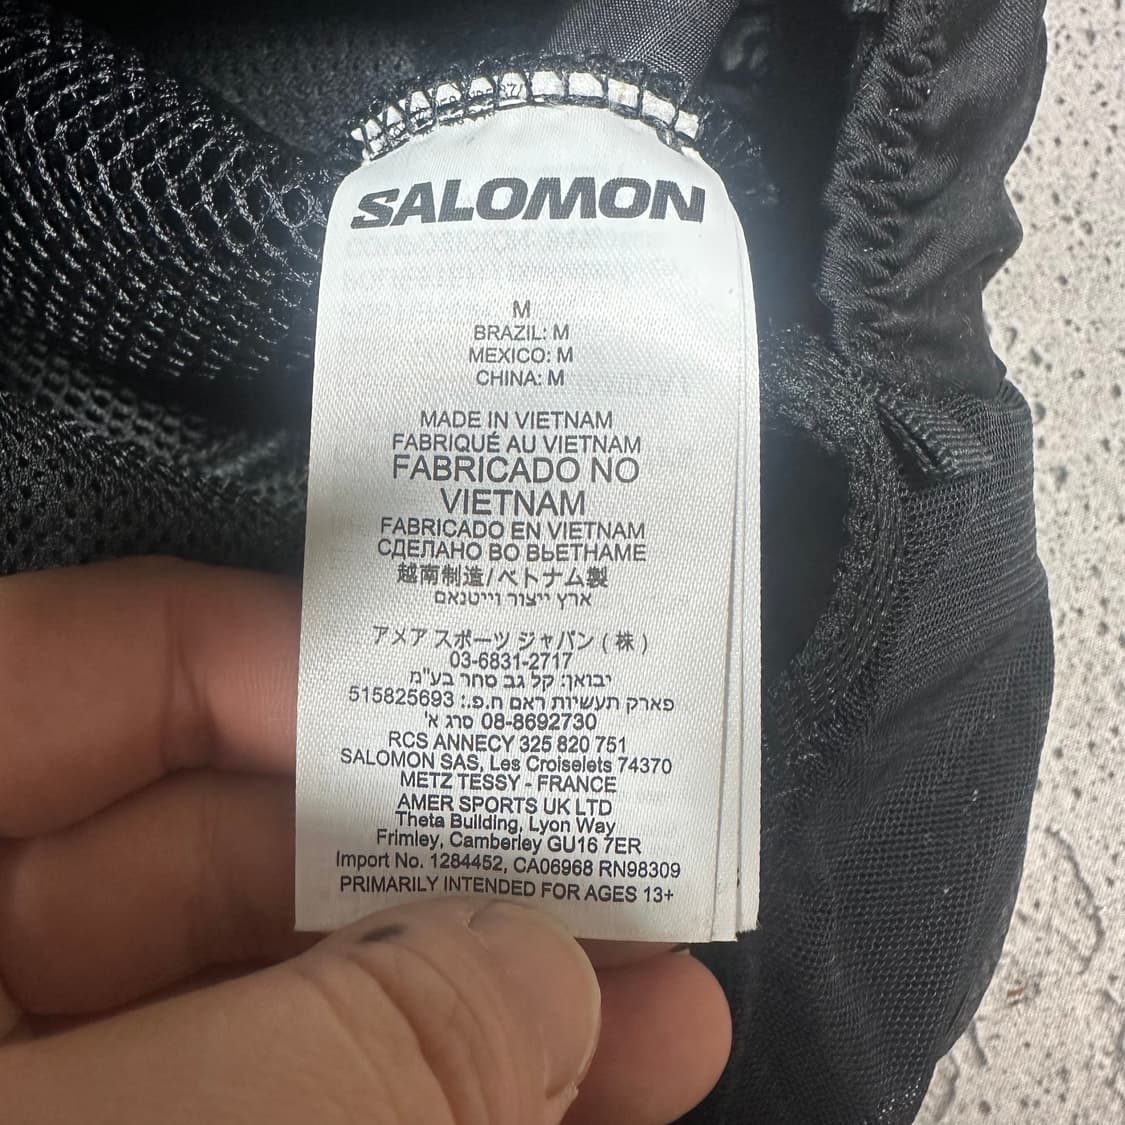 SALOMON
M
BRAZIL: M
MEXICO: M
CHINA: M
MADE IN VIETNAM
FABRIQUÉ AU VIETNAM
FABRICADO NO
VIETNAM
FABRICADO EN VIETNAM
СДЕЛАНО ВО ВЬЕТНАМЕ
越南制造/ベトナム製
ארץ ייצור וייטנאם
アメア スポーツ ジャパン ( 株 )
03-6831-2717
יבואן: קל גב סחר בע"מ
פארק תעשיות ראם ח.פ.: 515825693
08-8692730 סרג א'
RCS ANNECY 325 820 751
SALOMON SAS, Les Croiselets 74370
METZ TESSY - FRANCE
AMER SPORTS UK LTD
Theta Building, Lyon Way
Frimley, Camberley GU16 7ER
Import No. 1284452, CA06968 RN98309
PRIMARILY INTENDED FOR AGES 13+